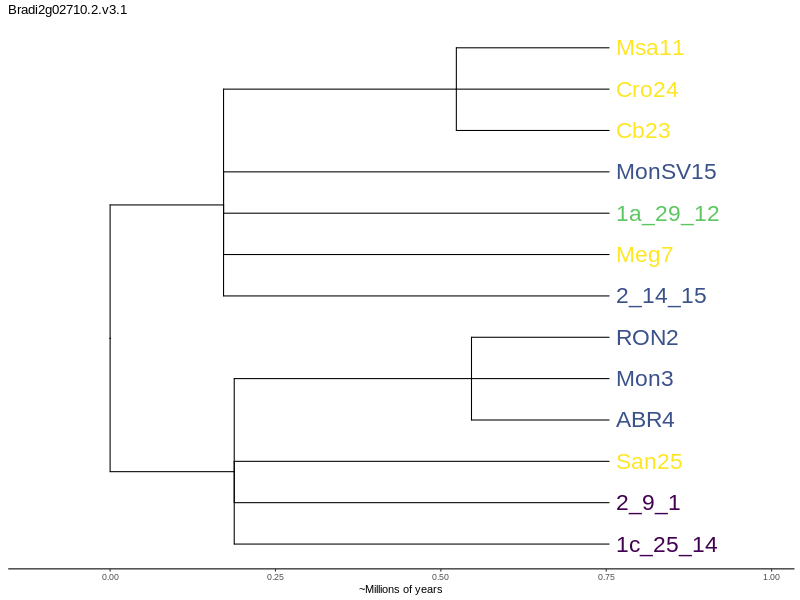 Bradi2g02710.2.v3.1
Msa11
Cro24
Cb23
MonSV15
1a_29_12
Meg7
2_14_15
RON2
Mon3
ABR4
San25
2_9_1
1c_25_14
0.00 0.25 0.50 0.75 1.00
~Millions of years